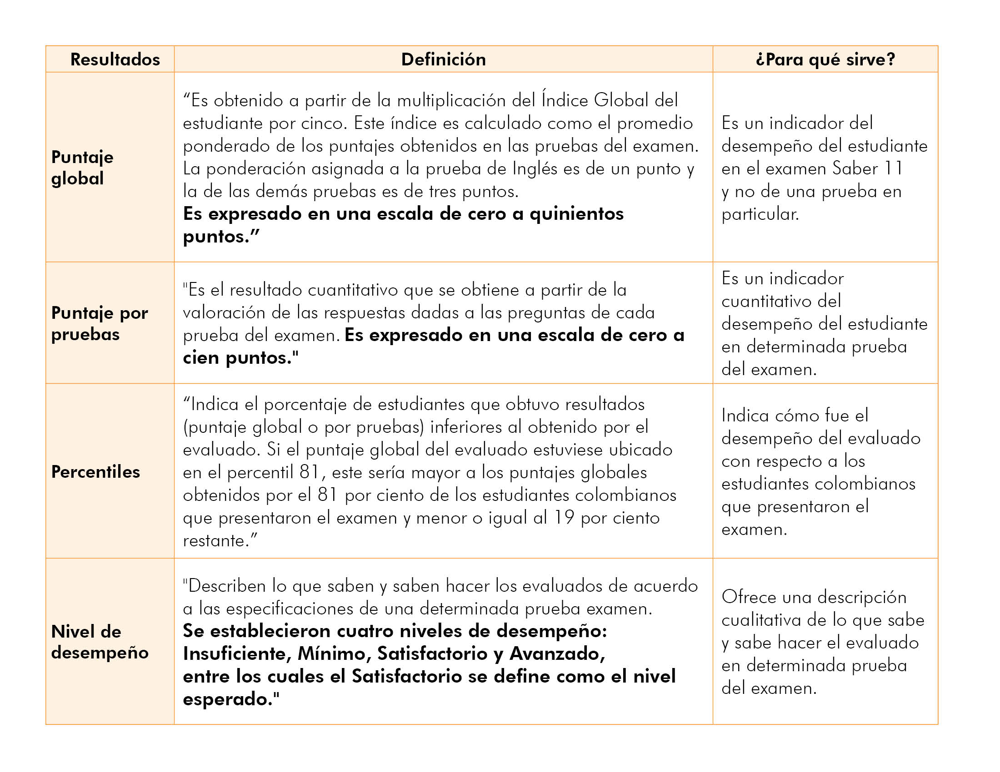 Resultados
Definición
¿Para qué sirve?
Puntaje
global
“Es obtenido a partir de la multiplicación del Índice Global del
estudiante por cinco. Este índice es calculado como el promedio
ponderado de los puntajes obtenidos en las pruebas del examen.
La ponderación asignada a la prueba de Inglés es de un punto y
la de las demás pruebas es de tres puntos.
Es expresado en una escala de cero a quinientos
puntos.”
Es un indicador del
desempeño del estudiante
en el examen Saber 11
y no de una prueba en
particular.
Puntaje por
pruebas
"Es el resultado cuantitativo que se obtiene a partir de la
valoración de las respuestas dadas a las preguntas de cada
prueba del examen. Es expresado en una escala de cero a
cien puntos."
Es un indicador
cuantitativo del
desempeño del estudiante
en determinada prueba
del examen.
Percentiles
“Indica el porcentaje de estudiantes que obtuvo resultados
(puntaje global o por pruebas) inferiores al obtenido por el
evaluado. Si el puntaje global del evaluado estuviese ubicado
en el percentil 81, este sería mayor a los puntajes globales
obtenidos por el 81 por ciento de los estudiantes colombianos
que presentaron el examen y menor o igual al 19 por ciento
restante.”
Indica cómo fue el
desempeño del evaluado
con respecto a los
estudiantes colombianos
que presentaron el
examen.
Nivel de
desempeño
"Describen lo que saben y saben hacer los evaluados de acuerdo
a las especificaciones de una determinada prueba examen.
Se establecieron cuatro niveles de desempeño:
Insuficiente, Mínimo, Satisfactorio y Avanzado,
entre los cuales el Satisfactorio se define como el nivel
esperado."
Ofrece una descripción
cualitativa de lo que sabe
y sabe hacer el evaluado
en determinada prueba
del examen.